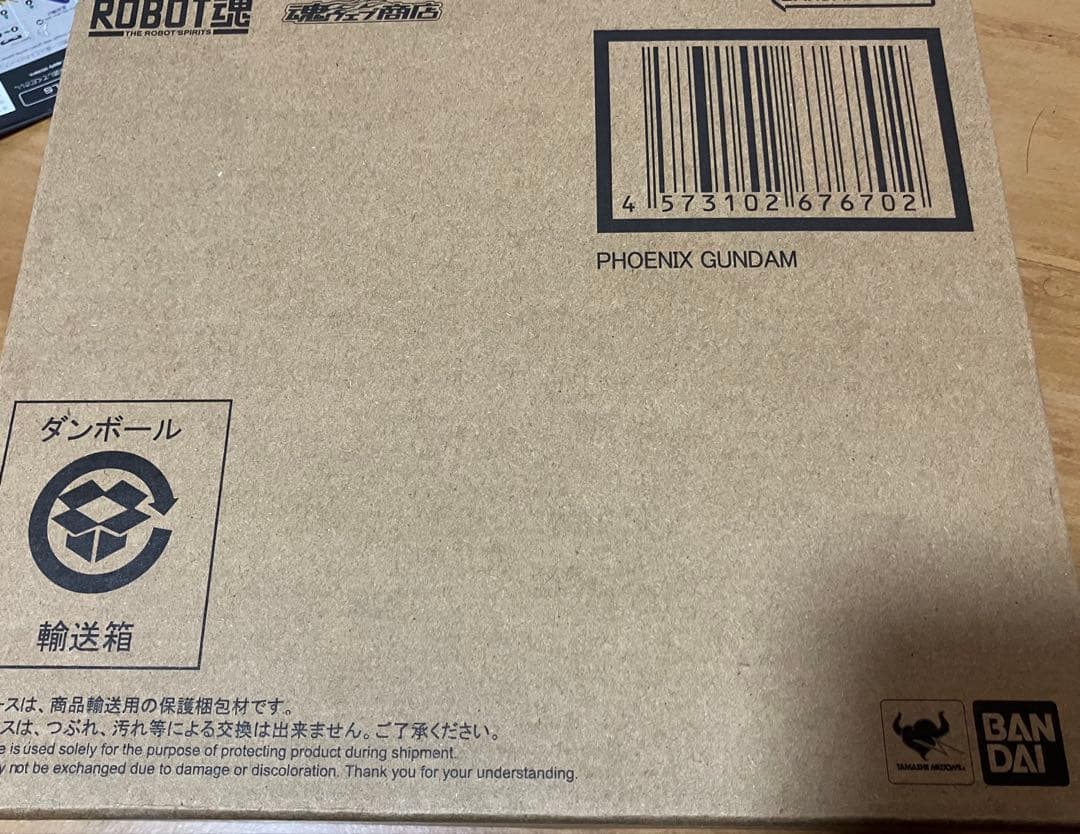 ROBOT魂
THE ROBOT SPIRITS
魂ウェブ商店
4 573102 676702
PHOENIX GUNDAM
ダンボール
輸送箱
ースは、商品輸送用の保護梱包材です。
スは、つぶれ、汚れ等による交換は出来ません。ご了承ください。
e is used solely for the purpose of protecting product during shipment.
y not be exchanged due to damage or discoloration. Thank you for your understanding.
TAMASHII NATIONS
BAN
DAI